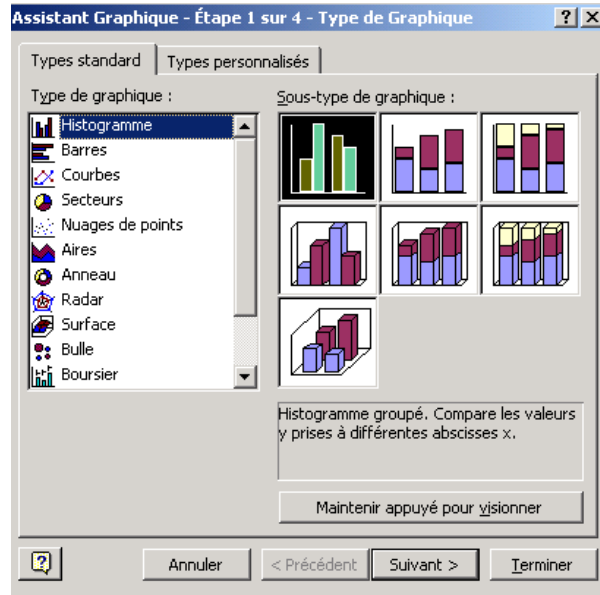 Assistant Graphique - Étape 1 sur 4 - Type de Graphique
Types standard
Types personnalisés
Type de graphique :
Histogramme
Barres
Courbes
Secteurs
Nuages de points
Aires
Anneau
Radar
Surface
Bulle
Boursier
Sous-type de graphique :
Histogramme groupé. Compare les valeurs
y prises à différentes abscisses x.
Maintenir appuyé pour visionner
Annuler
< Précédent
Suivant >
Terminer